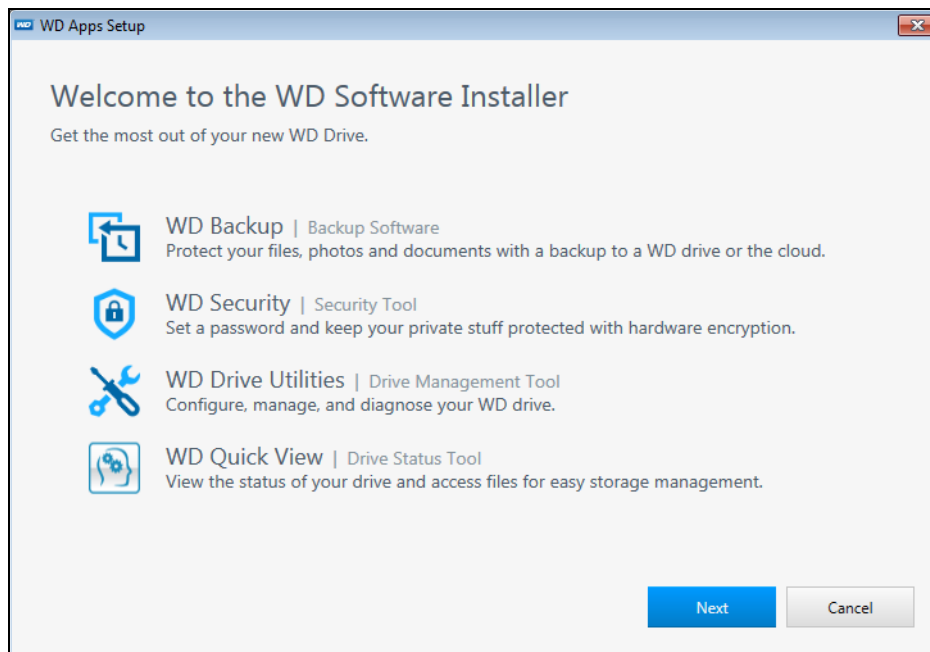 WD WD Apps Setup
Welcome to the WD Software Installer
Get the most out of your new WD Drive.
WD Backup | Backup Software
Protect your files, photos and documents with a backup to a WD drive or the cloud.
WD Security | Security Tool
Set a password and keep your private stuff protected with hardware encryption.
WD Drive Utilities | Drive Management Tool
Configure, manage, and diagnose your WD drive.
WD Quick View | Drive Status Tool
View the status of your drive and access files for easy storage management.
Next
Cancel